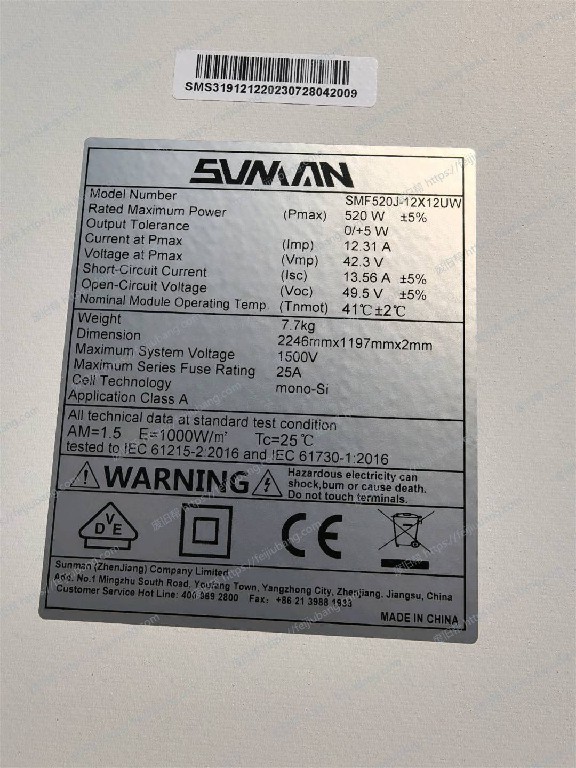 SMS319121220230728042009
SUMAN
Model Number SMF520J-12X12UW
Rated Maximum Power (Pmax) 520 W ±5%
Output Tolerance 0/+5 W
Current at Pmax (Imp) 12.31 A
Voltage at Pmax (Vmp) 42.3 V
Short-Circuit Current (Isc) 13.56 A ±5%
Open-Circuit Voltage (Voc) 49.5 V ±5%
Nominal Module Operating Temp. (Tnmot) 41℃±2℃
Weight 7.7kg
Dimension 2246mmx1197mmx2mm
Maximum System Voltage 1500V
Maximum Series Fuse Rating 25A
Cell Technology mono-Si
Application Class A
All technical data at standard test condition
AM=1.5 E=1000W/m² Tc=25℃
tested to IEC 61215-2:2016 and IEC 61730-1:2016
WARNING
Hazardous electricity can
shock,burn or cause death.
Do not touch terminals.
DVE
CE
Sunman (ZhenJiang) Company Limited
Add. No.1 Mingzhu South Road, Youfang Town, Yangzhong City, Zhenjiang, Jiangsu, China
Customer Service Hot Line: 400 969 2800 Fax: +86 21 3988 1933
MADE IN CHINA